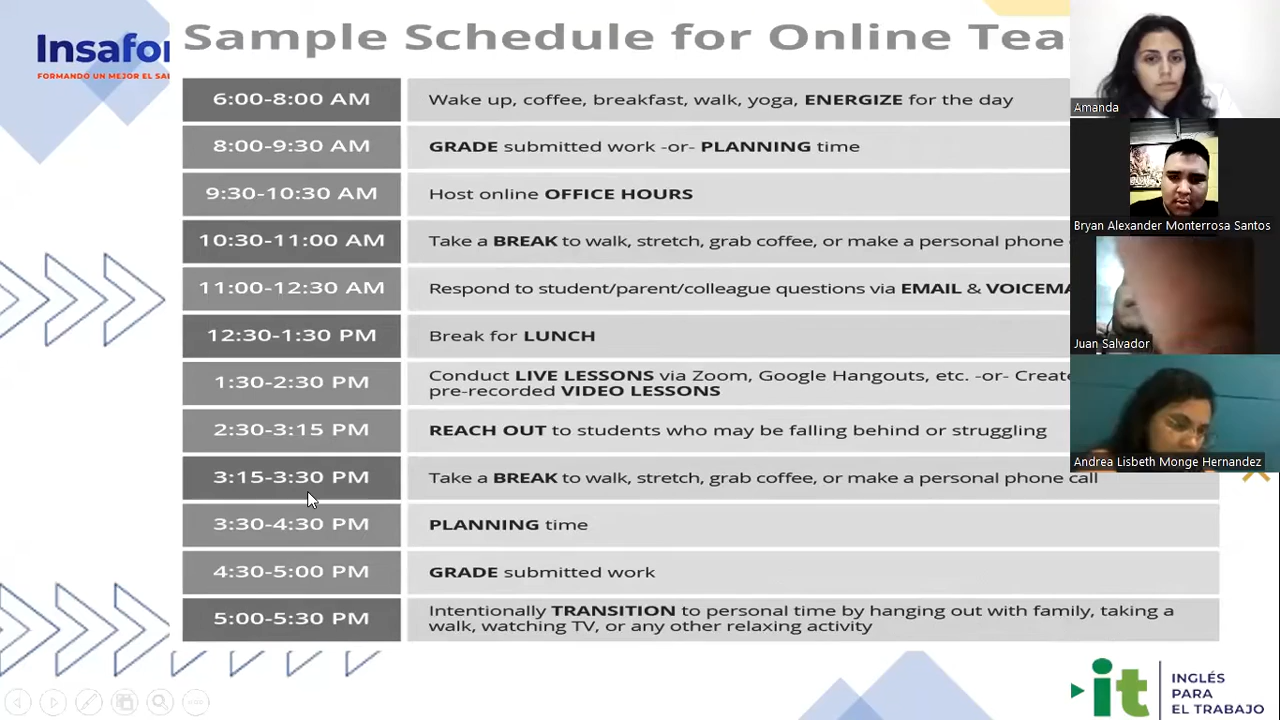 Insafor
FORMANDO UN MEJOR EL SA
Sample Schedule for Online Tea
6:00-8:00 AM
Wake up, coffee, breakfast, walk, yoga, ENERGIZE for the day
8:00-9:30 AM
GRADE submitted work -or- PLANNING time
9:30-10:30 AM
Host online OFFICE HOURS
10:30-11:00 AM
Take a BREAK to walk, stretch, grab coffee, or make a personal phone
11:00-12:30 AM
Respond to student/parent/colleague questions via EMAIL & VOICEMA
12:30-1:30 PM
Break for LUNCH
1:30-2:30 PM
Conduct LIVE LESSONS via Zoom, Google Hangouts, etc. -or- Create
pre-recorded VIDEO LESSONS
2:30-3:15 PM
REACH OUT to students who may be falling behind or struggling
3:15-3:30 PM
Take a BREAK to walk, stretch, grab coffee, or make a personal phone call
3:30-4:30 PM
PLANNING time
4:30-5:00 PM
GRADE submitted work
5:00-5:30 PM
Intentionally TRANSITION to personal time by hanging out with family, taking a
walk, watching TV, or any other relaxing activity
Amanda
Bryan Alexander Monterrosa Santos
Juan Salvador
Andrea Lisbeth Monge Hernandez
it
INGLÉS
PARA
EL TRABAJO